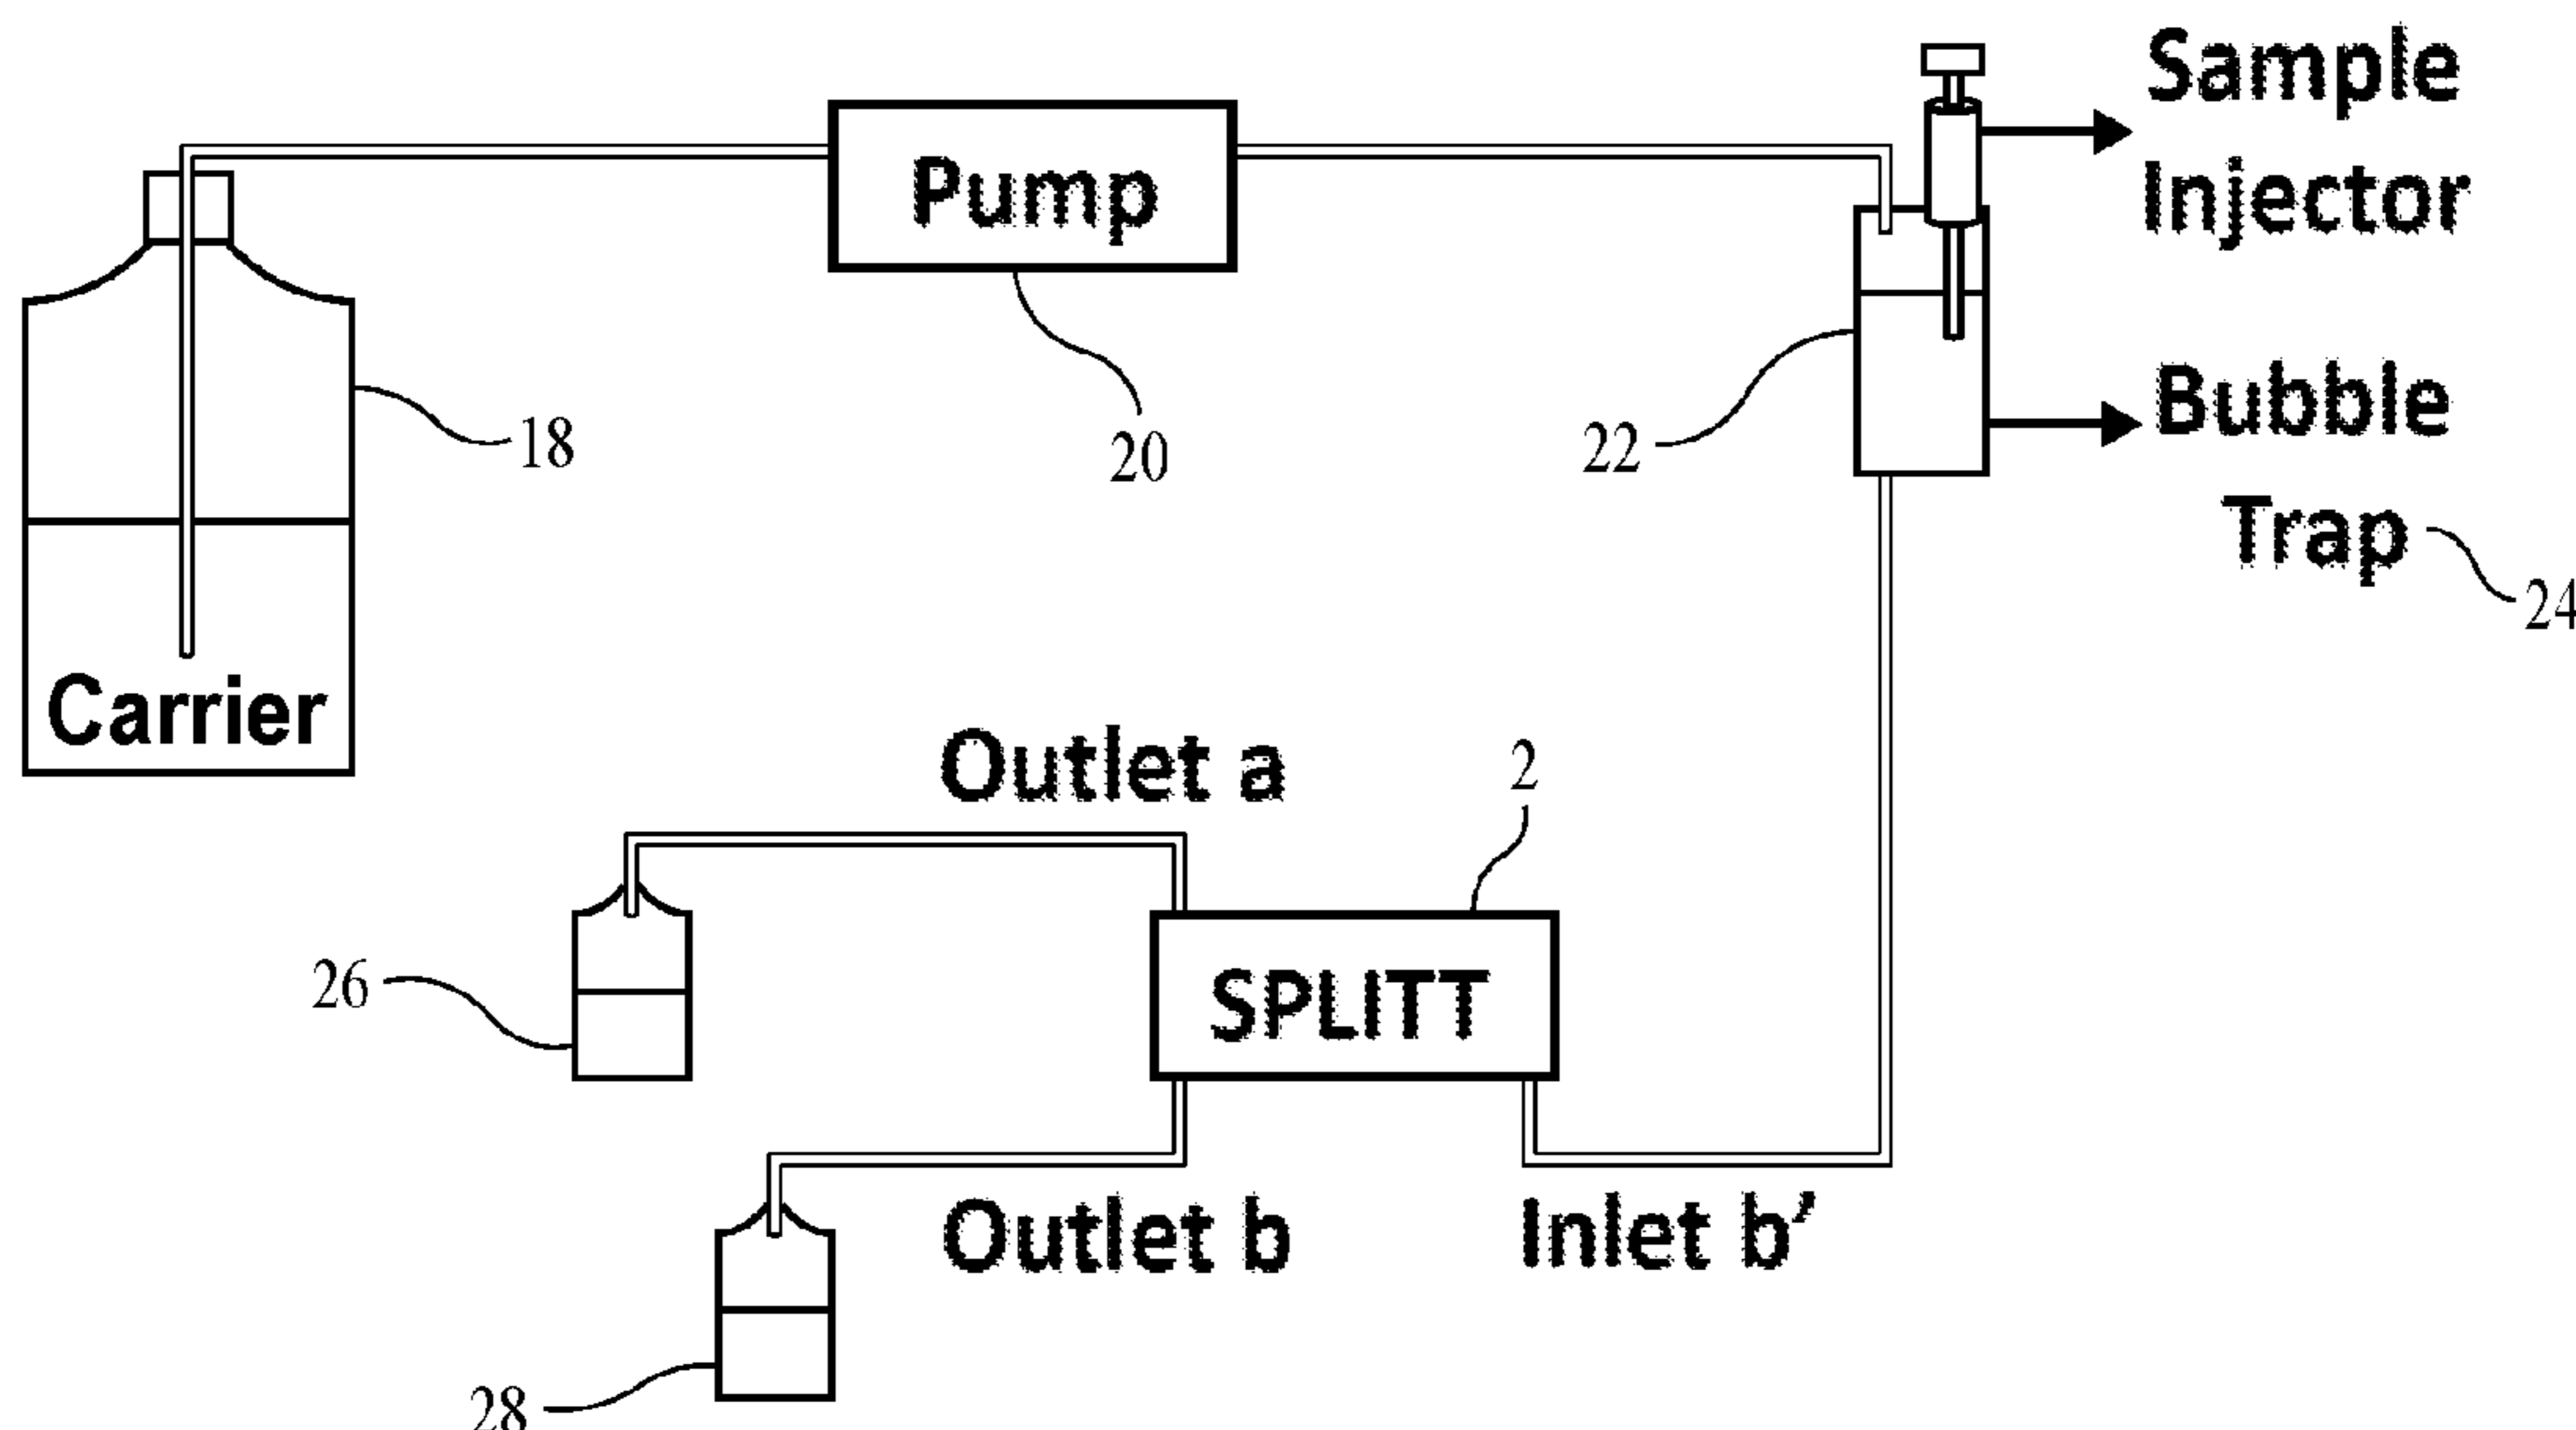 Sample
Injector
Pump
18
20
22
Bubble
Trap
24
Carrier
Outlet a
2
26
SPLITT
Outlet b
Inlet b’
28